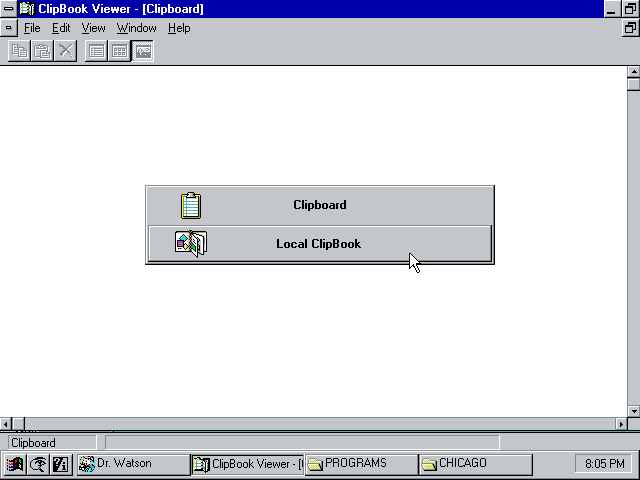 ClipBook Viewer - [Clipboard]
File Edit View Window Help
Clipboard
Local ClipBook
Clipboard
Dr. Watson
ClipBook Viewer - [
PROGRAMS
CHICAGO
8:05 PM